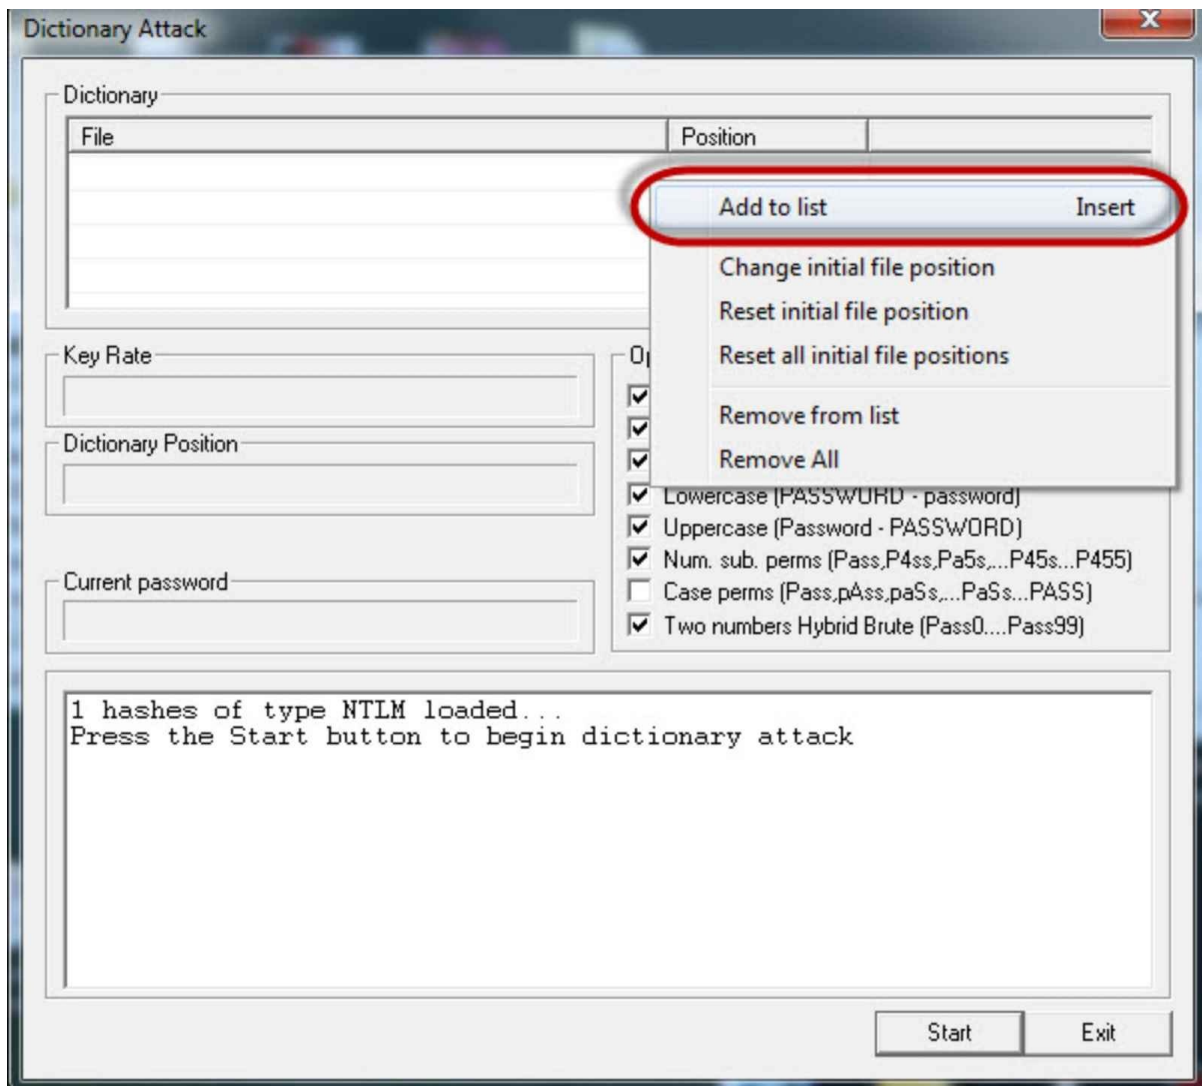 Dictionary Attack
Dictionary
File Position
Add to list Insert
Change initial file position
Reset initial file position
Reset all initial file positions
Remove from list
Remove All
Key Rate
Dictionary Position
Lowercase (PASSWORD - password)
Uppercase (Password - PASSWORD)
Num. sub. perms (Pass,P4ss,Pa5s,...P45s...P455)
Case perms (Pass,pAss,paSs,...PaSs...PASS)
Two numbers Hybrid Brute (Pass0....Pass99)
Current password
1 hashes of type NTLM loaded...
Press the Start button to begin dictionary attack
Start Exit